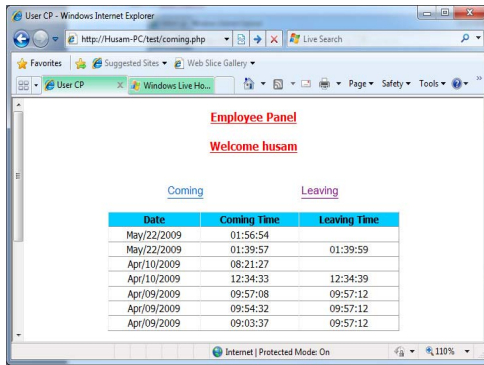 User CP - Windows Internet Explorer
http://Husam-PC/test/coming.php
Live Search
Favorites Suggested Sites Web Slice Gallery
User CP Windows Live Ho... Page Safety Tools
Employee Panel
Welcome husam
Coming Leaving
Date Coming Time Leaving Time
May/22/2009 01:56:54
May/22/2009 01:39:57 01:39:59
Apr/10/2009 08:21:27
Apr/10/2009 12:34:33 12:34:39
Apr/09/2009 09:57:08 09:57:12
Apr/09/2009 09:54:32 09:57:12
Apr/09/2009 09:03:37 09:57:12
Internet | Protected Mode: On 110%